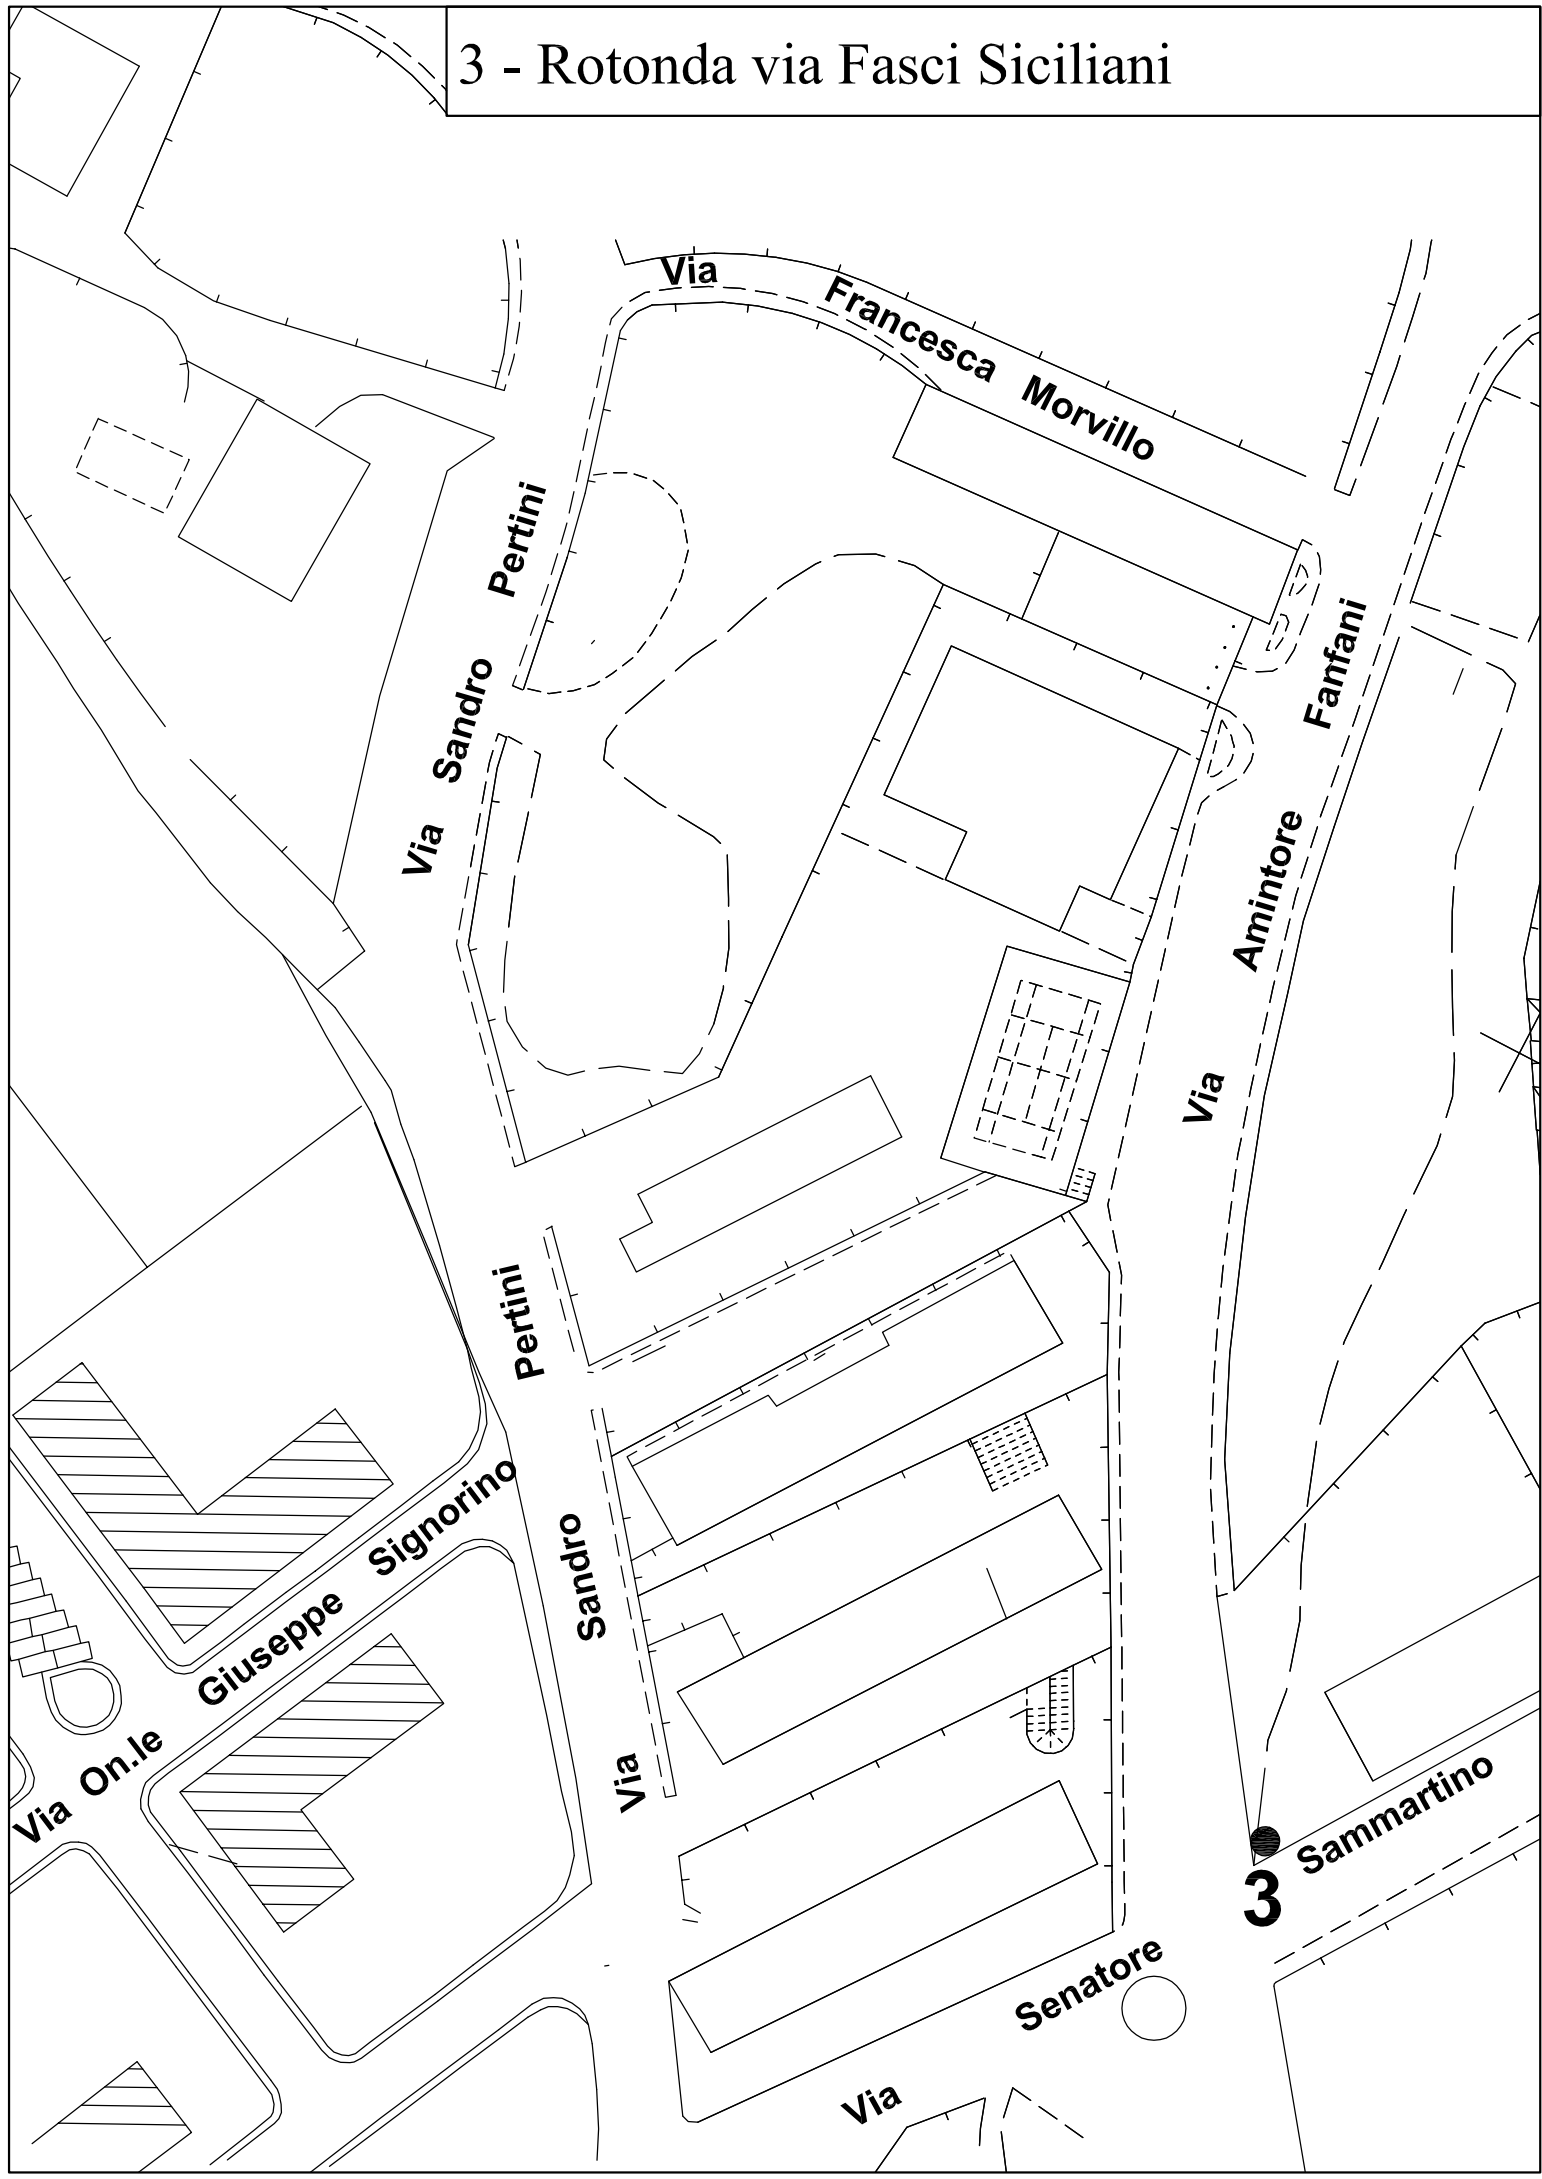 3 - Rotonda via Fasci Siciliani
Via Francesca Morvillo
Via Sandro Pertini
Via Amintore Fanfani
Via Sandro Pertini
Via On.le Giuseppe Signorino
Via Senatore Sammartino
3